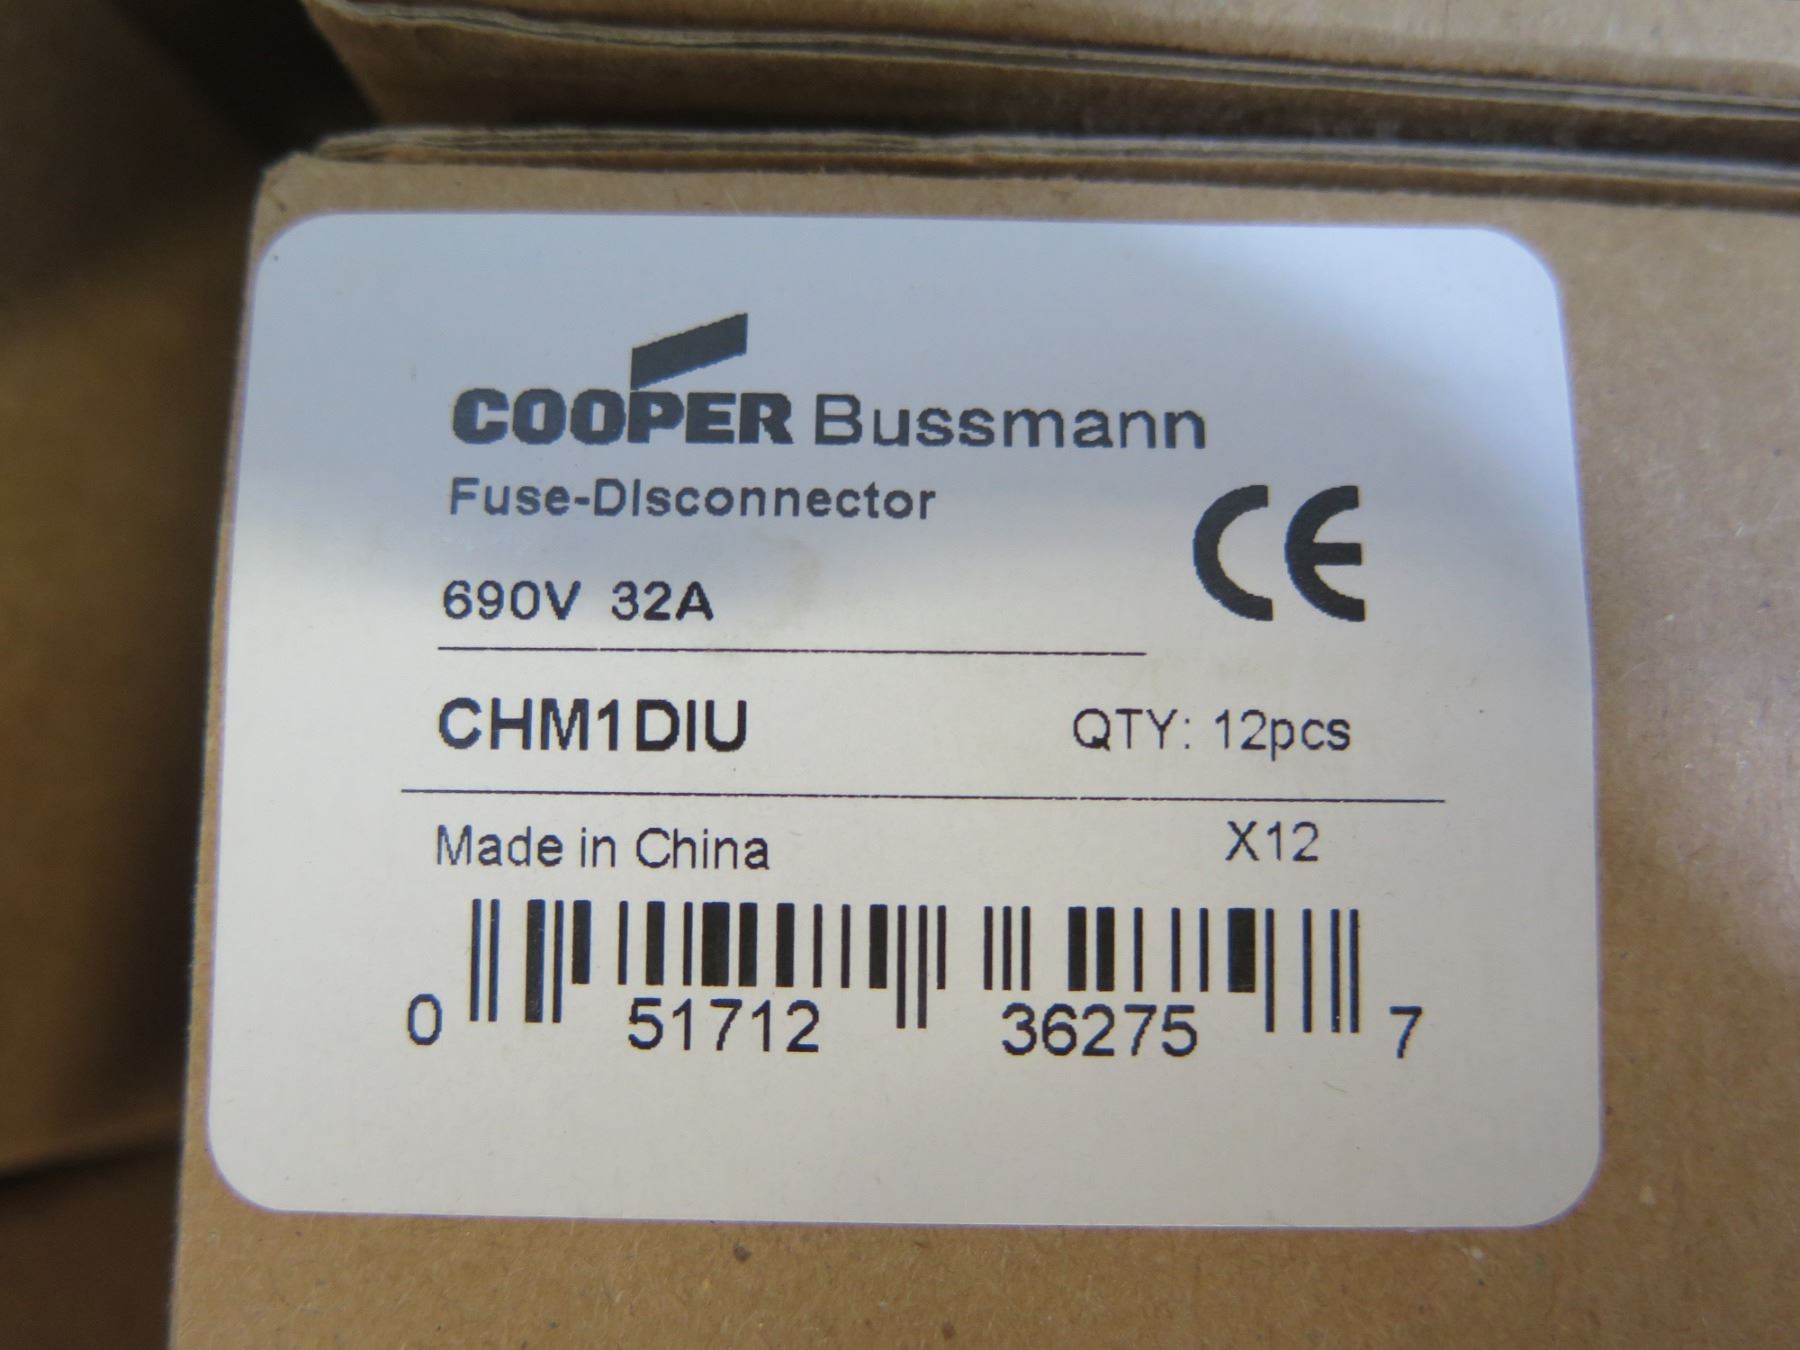 COOPER Bussmann
Fuse-DIsconnector
CE
690V 32A
CHM1DIU QTY: 12pcs
Made in China X12
0 51712 36275 7